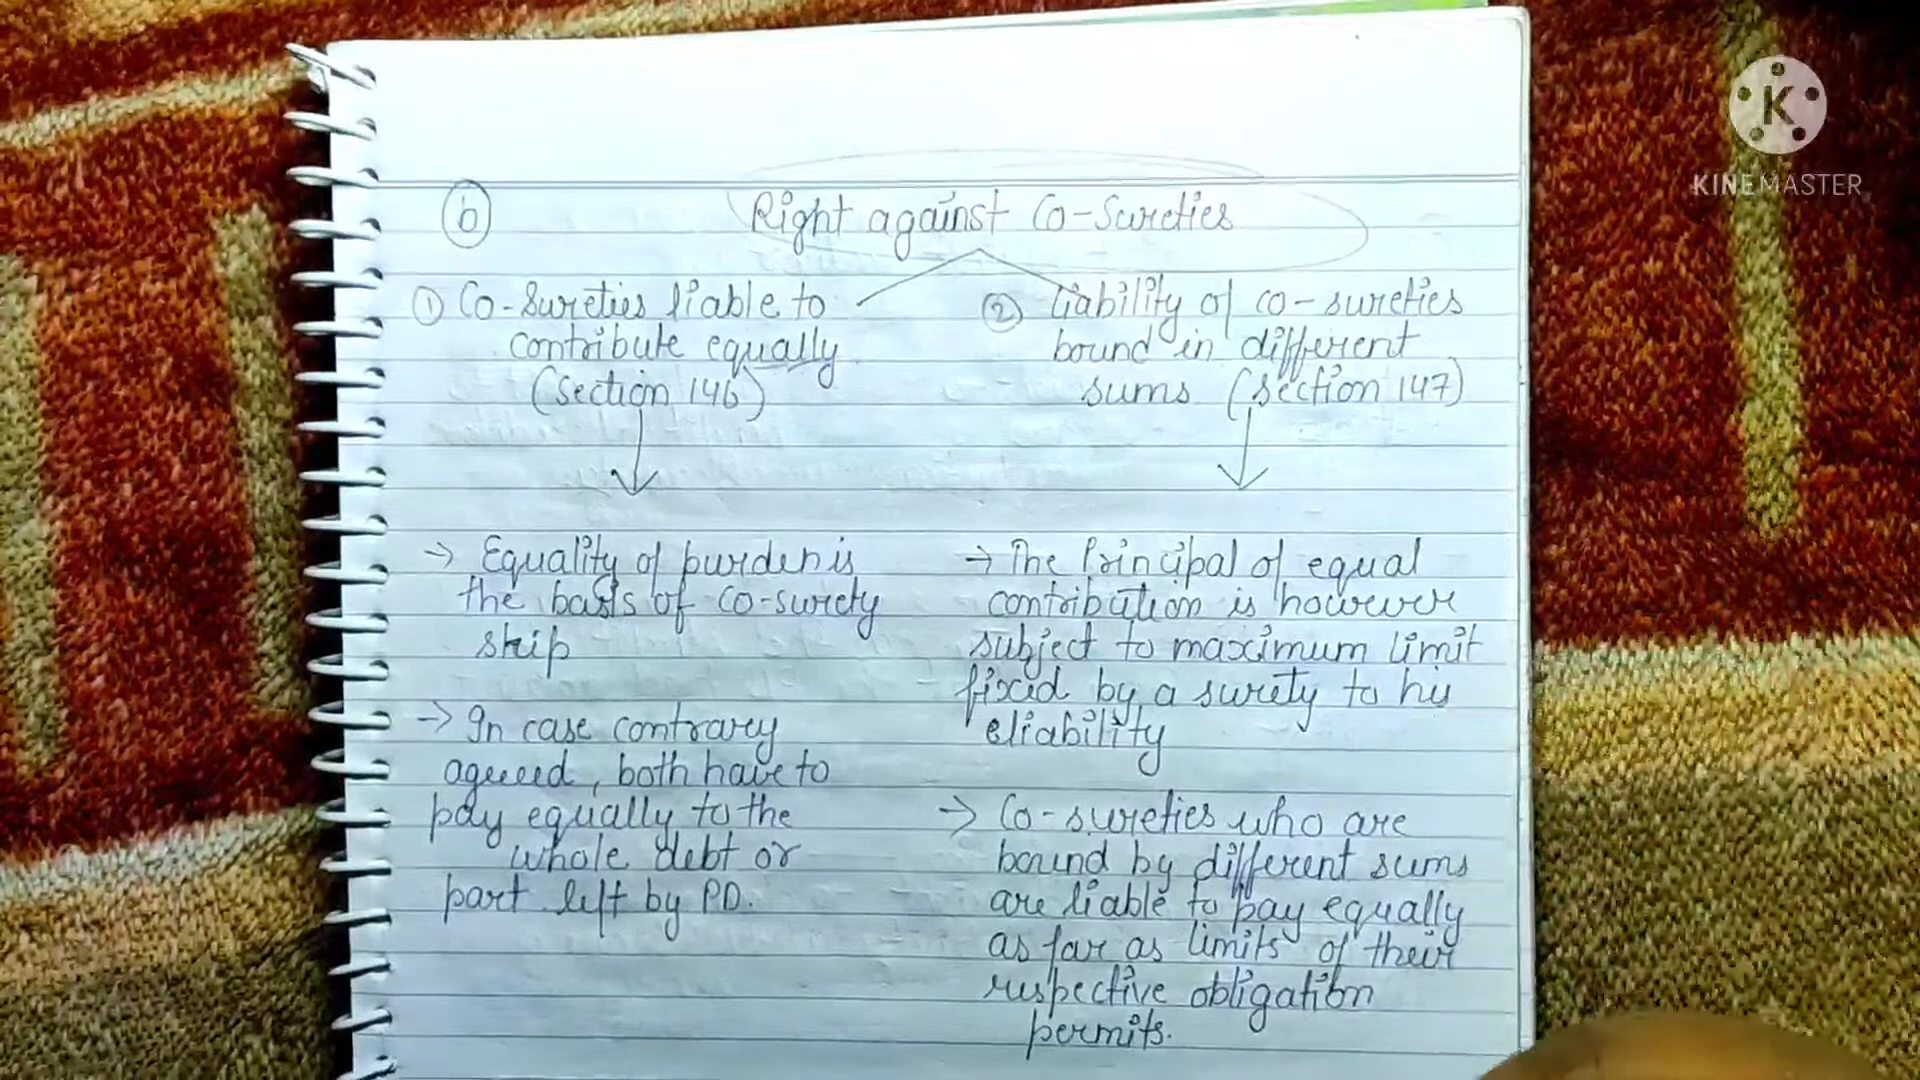 KINEMASTER
b
Right against Co-Sureties
① Co-Sureties liable to
contribute equally
(Section 146)
→ Equality of burden is
the basis of Co-surety
ship
→ In case contrary
agreeed, both have to
pay equally to the
whole debt or
part left by PD.
② liability of co-sureties
bound in different
sums (Section 147)
→ The Principal of equal
contribution is however
subject to maximum limit
fixed by a surety to his
eliability
→ Co-sureties who are
bound by different sums
are liable to pay equally
as far as limits of their
respective obligation
permits.